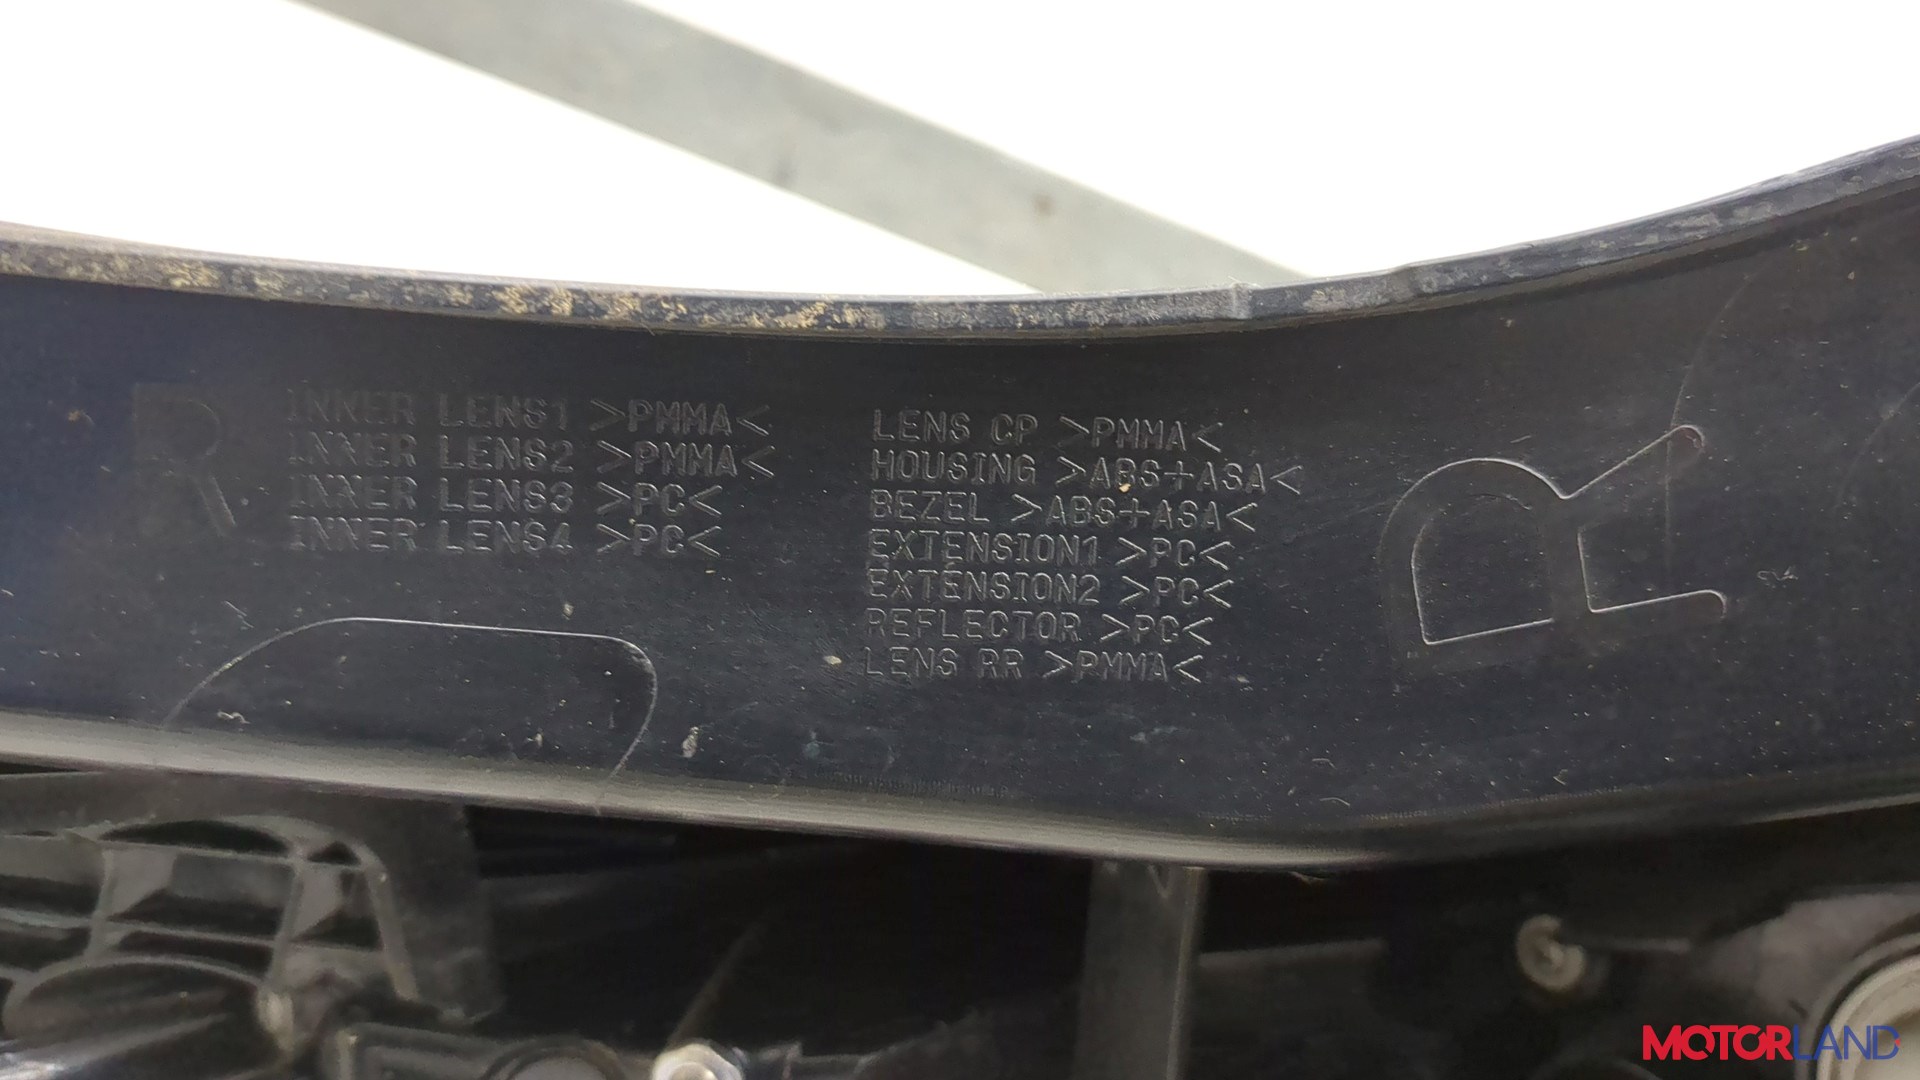 R
INNER LENS1 >PMMA<
INNER LENS2 >PMMA<
INNER LENS3 >PC<
INNER LENS4 >PC<
LENS CP >PMMA<
HOUSING >ABS+ASA<
BEZEL >ABS+ASA<
EXTENSION1 >PC<
EXTENSION2 >PC<
REFLECTOR >PC<
LENS RR >PMMA<
R
MOTORLAND